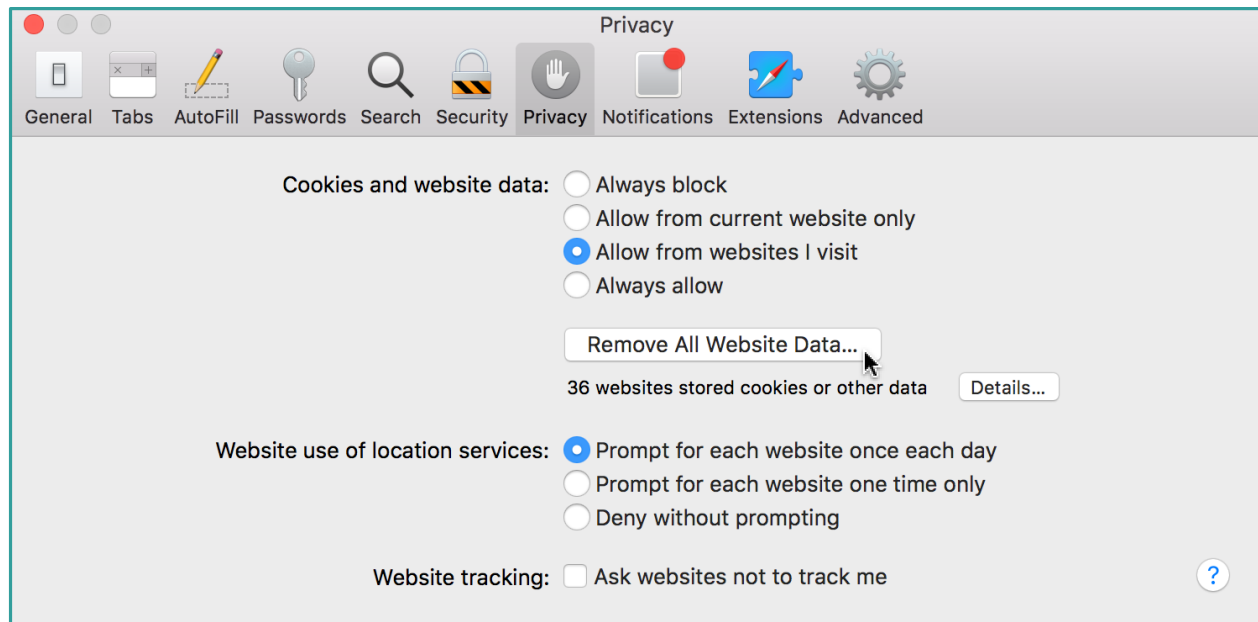 Privacy
General Tabs AutoFill Passwords Search Security Privacy Notifications Extensions Advanced
Cookies and website data: Always block
Allow from current website only
Allow from websites I visit
Always allow
Remove All Website Data...
36 websites stored cookies or other data Details...
Website use of location services: Prompt for each website once each day
Prompt for each website one time only
Deny without prompting
Website tracking: Ask websites not to track me ?